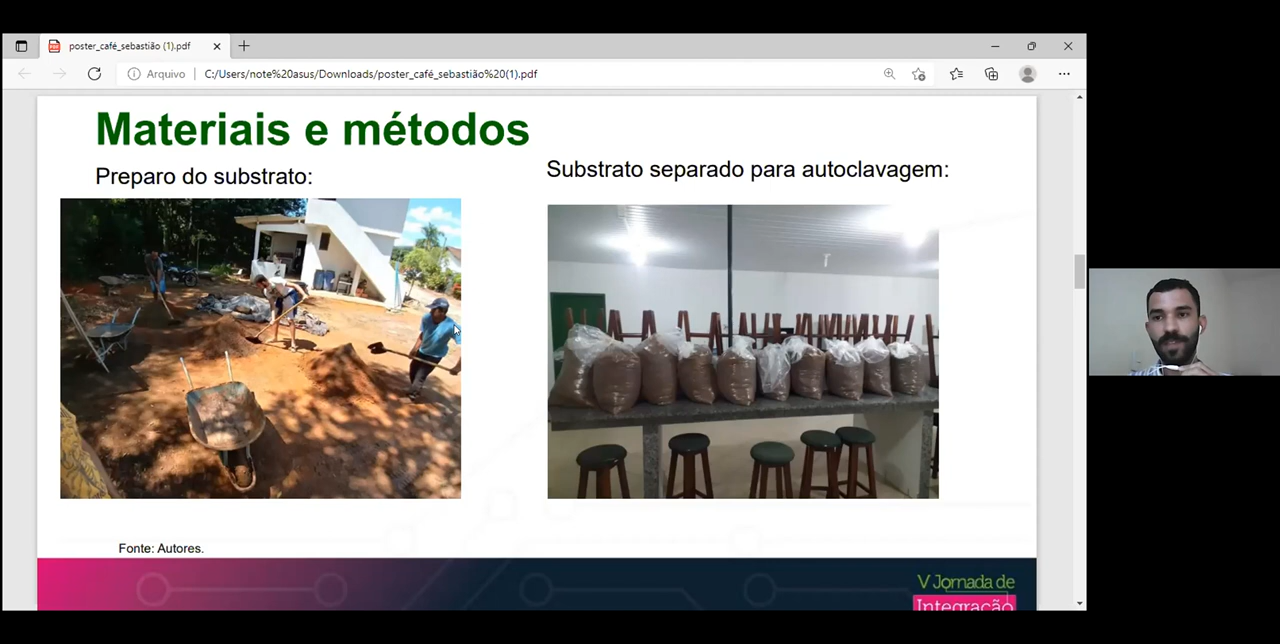 poster_café_sebastião (1).pdf
Arquivo
C:/Users/note%20asus/Downloads/poster_café_sebastião%20(1).pdf
Materiais e métodos
Preparo do substrato:
Substrato separado para autoclavagem:
Fonte: Autores.
V Jornada de
Integração